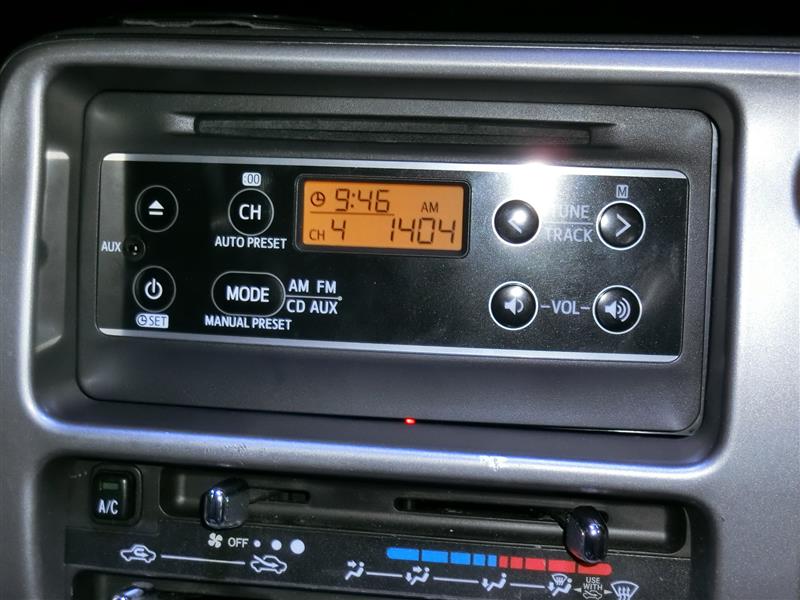 :00
9:46 AM
M
CH
CH 4 1404
TUNE
AUTO PRESET
TRACK
AUX
MODE
AM FM
CD AUX
VOL
SET
MANUAL PRESET
A/C
OFF
USE
WITH